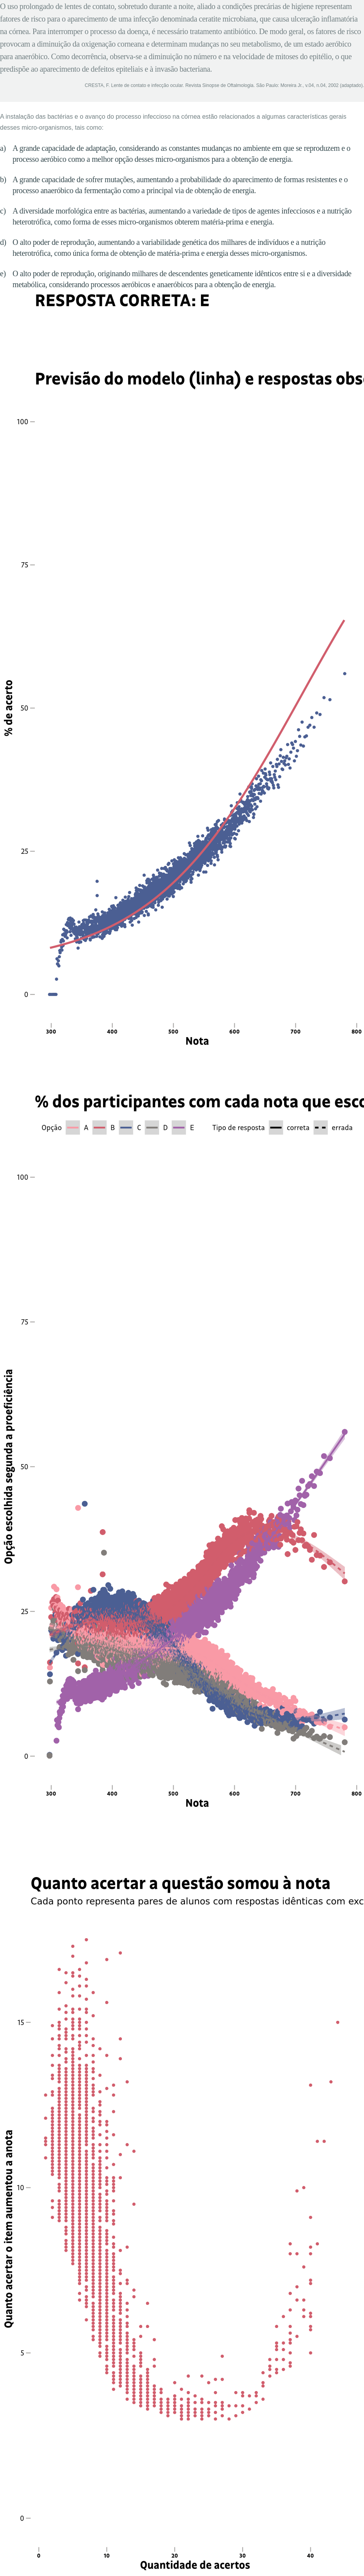 O uso prolongado de lentes de contato, sobretudo durante a noite, aliado a condições precárias de higiene representam
fatores de risco para o aparecimento de uma infecção denominada ceratite microbiana, que causa ulceração inflamatória
na córnea. Para interromper o processo da doença, é necessário tratamento antibiótico. De modo geral, os fatores de risco
provocam a diminuição da oxigenação corneana e determinam mudanças no seu metabolismo, de um estado aeróbico
para anaeróbico. Como decorrência, observa-se a diminuição no número e na velocidade de mitoses do epitélio, o que
predispõe ao aparecimento de defeitos epiteliais e à invasão bacteriana.
CRESTA, F. Lente de contato e infecção ocular. Revista Sinopse de Oftalmologia. São Paulo: Moreira Jr., v.04, n.04, 2002 (adaptado).
A instalação das bactérias e o avanço do processo infeccioso na córnea estão relacionados a algumas características gerais
desses micro-organismos, tais como:
a) A grande capacidade de adaptação, considerando as constantes mudanças no ambiente em que se reproduzem e o
processo aeróbico como a melhor opção desses micro-organismos para a obtenção de energia.
b) A grande capacidade de sofrer mutações, aumentando a probabilidade do aparecimento de formas resistentes e o
processo anaeróbico da fermentação como a principal via de obtenção de energia.
c) A diversidade morfológica entre as bactérias, aumentando a variedade de tipos de agentes infecciosos e a nutrição
heterotrófica, como forma de esses micro-organismos obterem matéria-prima e energia.
d) O alto poder de reprodução, aumentando a variabilidade genética dos milhares de indivíduos e a nutrição
heterotrófica, como única forma de obtenção de matéria-prima e energia desses micro-organismos.
e) O alto poder de reprodução, originando milhares de descendentes geneticamente idênticos entre si e a diversidade
metabólica, considerando processos aeróbicos e anaeróbicos para a obtenção de energia.
RESPOSTA CORRETA: E
Previsão do modelo (linha) e respostas obs
100
75
50
25
0
% de acerto
300 400 500 600 700 800
Nota
% dos participantes com cada nota que esco
Opção A B C D E Tipo de resposta correta errada
100
75
50
25
0
Opção escolhida segunda a proeficiência
300 400 500 600 700 800
Nota
Quanto acertar a questão somou à nota
Cada ponto representa pares de alunos com respostas idênticas com exc
15
10
5
0
Quanto acertar o item aumentou a anota
0 10 20 30 40
Quantidade de acertos